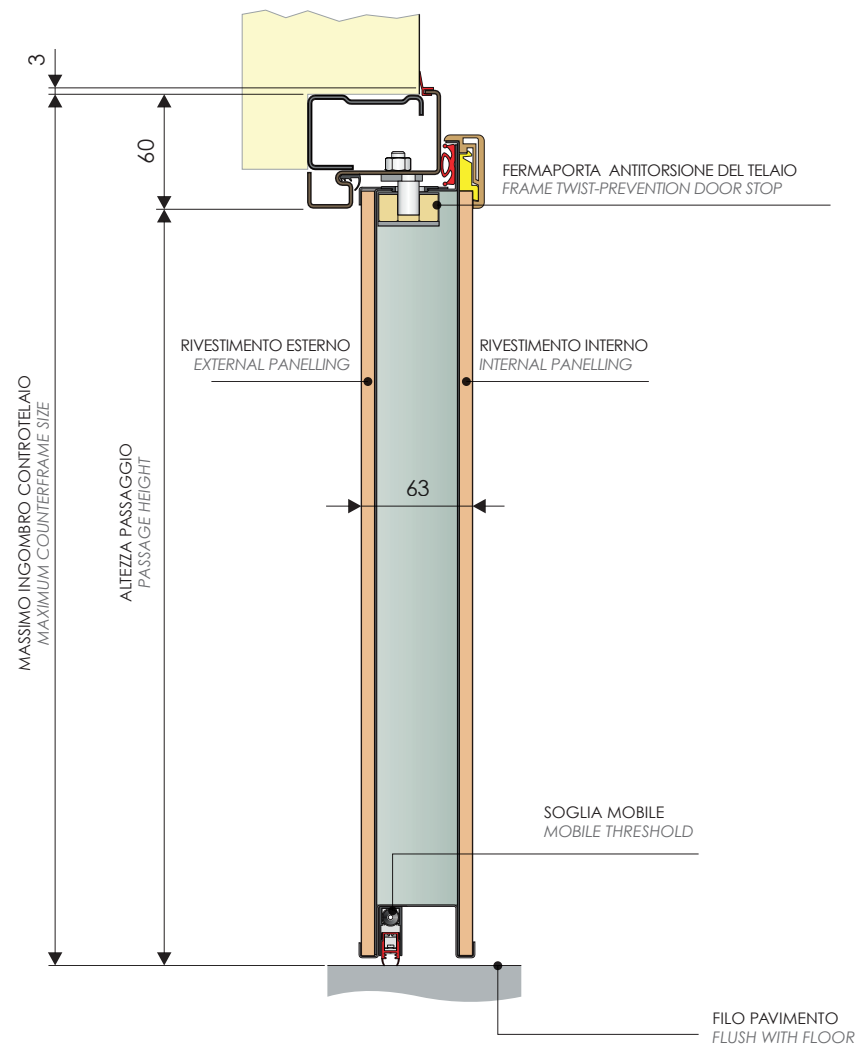 3
60
FERMAPORTA ANTITORSIONE DEL TELAIO
FRAME TWIST-PREVENTION DOOR STOP
RIVESTIMENTO ESTERNO
EXTERNAL PANELLING
RIVESTIMENTO INTERNO
INTERNAL PANELLING
MASSIMO INGOMBRO CONTROTELAIO
MAXIMUM COUNTERFRAME SIZE
ALTEZZA PASSAGGIO
PASSAGE HEIGHT
63
SOGLIA MOBILE
MOBILE THRESHOLD
FILO PAVIMENTO
FLUSH WITH FLOOR